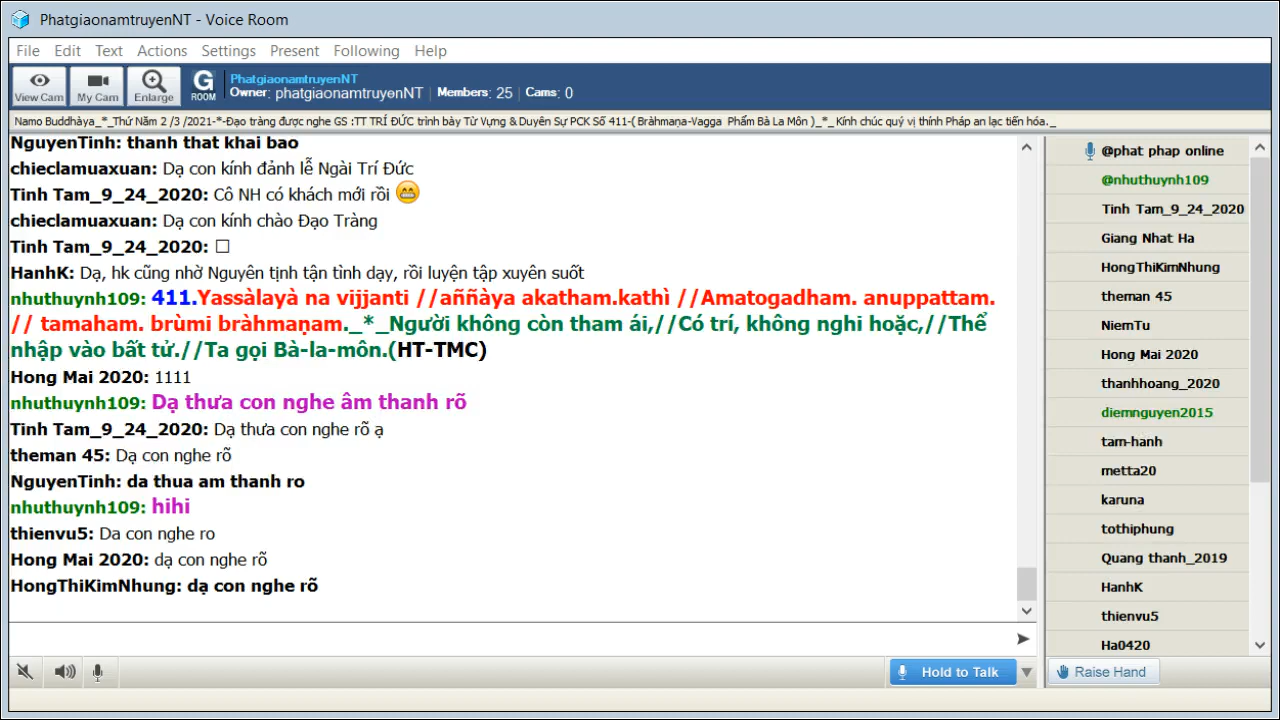 PhatgiaonamtruyenNT - Voice Room
File Edit Text Actions Settings Present Following Help
View Cam My Cam Enlarge G ROOM PhatgiaonamtruyenNT
Owner: phatgiaonamtruyenNT | Members: 25 | Cams: 0
Namo Buddhàya_*_Thứ Năm 2 /3 /2021-*-Đạo tràng được nghe GS :TT TRÍ ĐỨC trình bày Từ Vựng & Duyên Sự PCK Số 411-( Bràhmaṇa-Vagga Phẩm Bà La Môn )_*_ Kính chúc quý vị thính Pháp an lạc tiến hóa._
NguyenTinh: thanh that khai bao
chieclamuaxuan: Dạ con kính đảnh lễ Ngài Trí Đức
Tinh Tam_9_24_2020: Cô NH có khách mới rồi 😁
chieclamuaxuan: Dạ con kính chào Đạo Tràng
Tinh Tam_9_24_2020: □
HanhK: Dạ, hk cũng nhờ Nguyên tịnh tận tình dạy, rồi luyện tập xuyên suốt
nhuthuynh109: 411.Yassàlayà na vijjanti //aññàya akatham.kathì //Amatogadham. anuppattam.
// tamaham. brùmi bràhmaṇam._*_Người không còn tham ái,//Có trí, không nghi hoặc,//Thể
nhập vào bất tử.//Ta gọi Bà-la-môn.(HT-TMC)
Hong Mai 2020: 1111
nhuthuynh109: Dạ thưa con nghe âm thanh rõ
Tinh Tam_9_24_2020: Dạ thưa con nghe rõ ạ
theman 45: Dạ con nghe rõ
NguyenTinh: da thua am thanh ro
nhuthuynh109: hihi
thienvu5: Da con nghe ro
Hong Mai 2020: dạ con nghe rõ
HongThiKimNhung: dạ con nghe rõ
@phat phap online
@nhuthuynh109
Tinh Tam_9_24_2020
Giang Nhat Ha
HongThiKimNhung
theman 45
NiemTu
Hong Mai 2020
thanhhoang_2020
diemnguyen2015
tam-hanh
metta20
karuna
tothiphung
Quang thanh_2019
HanhK
thienvu5
Ha0420
Hold to Talk
Raise Hand